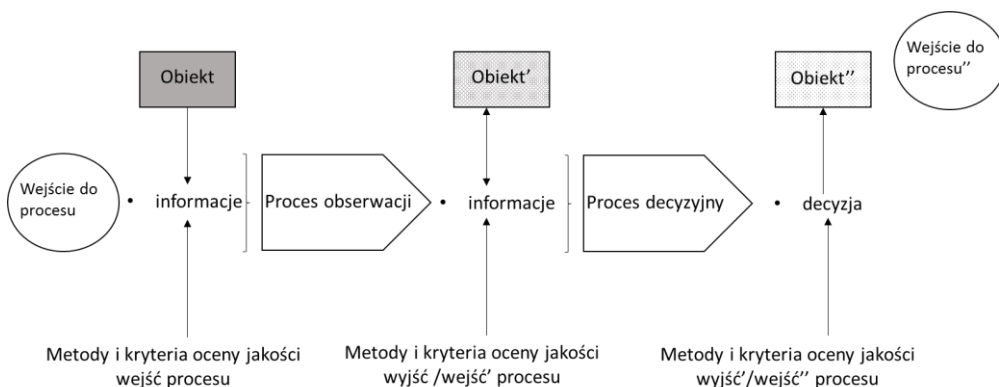 Wejście do
procesu’’
Obiekt
Obiekt’
Obiekt’’
Wejście do
procesu
• informacje
Proces obserwacji
• informacje
Proces decyzyjny
• decyzja
Metody i kryteria oceny jakości
wejść procesu
Metody i kryteria oceny jakości
wyjść /wejść’ procesu
Metody i kryteria oceny jakości
wyjść’/wejść’’ procesu